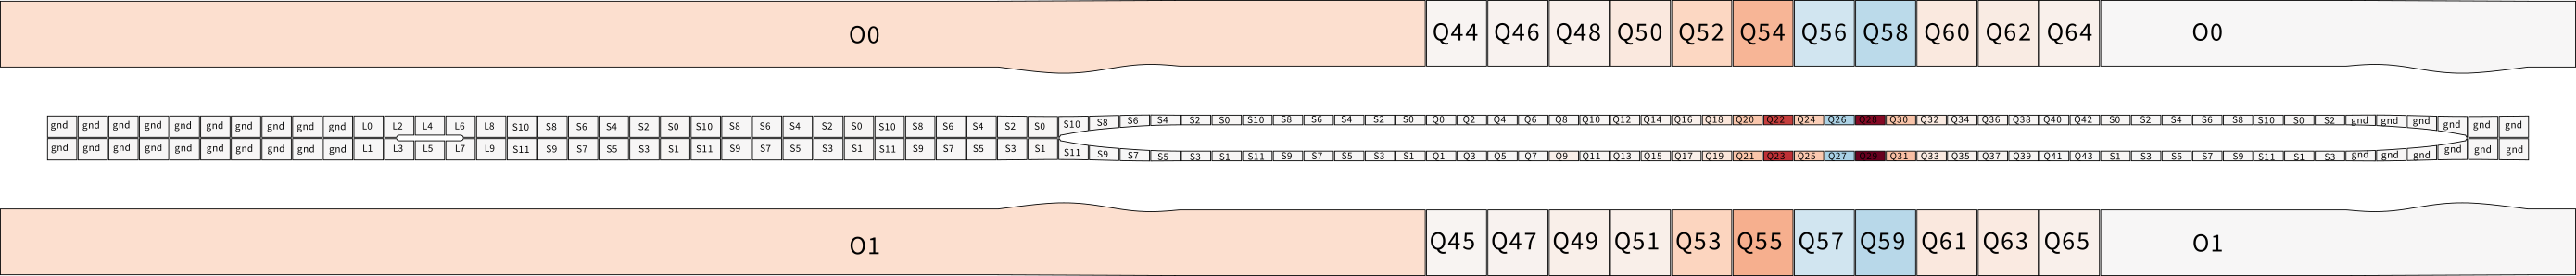 O0 Q44 Q46 Q48 Q50 Q52 Q54 Q56 Q58 Q60 Q62 Q64 O0
gnd gnd gnd gnd gnd gnd gnd gnd gnd gnd L0 L2 L4 L6 L8 S10 S8 S6 S4 S2 S0 S10 S8 S6 S4 S2 S0 S10 S8 S6 S4 S2 S0 S10 S8 S6 S4 S2 S0 S10 S8 S6 S4 S2 S0 Q0 Q2 Q4 Q6 Q8 Q10 Q12 Q14 Q16 Q18 Q20 Q22 Q24 Q26 Q28 Q30 Q32 Q34 Q36 Q38 Q40 Q42 S0 S2 S4 S6 S8 S10 S0 S2 gnd gnd gnd gnd gnd gnd
gnd gnd gnd gnd gnd gnd gnd gnd gnd gnd L1 L3 L5 L7 L9 S11 S9 S7 S5 S3 S1 S11 S9 S7 S5 S3 S1 S11 S9 S7 S5 S3 S1 S11 S9 S7 S5 S3 S1 S11 S9 S7 S5 S3 S1 Q1 Q3 Q5 Q7 Q9 Q11 Q13 Q15 Q17 Q19 Q21 Q23 Q25 Q27 Q29 Q31 Q33 Q35 Q37 Q39 Q41 Q43 S1 S3 S5 S7 S9 S11 S1 S3 gnd gnd gnd gnd gnd gnd
O1 Q45 Q47 Q49 Q51 Q53 Q55 Q57 Q59 Q61 Q63 Q65 O1